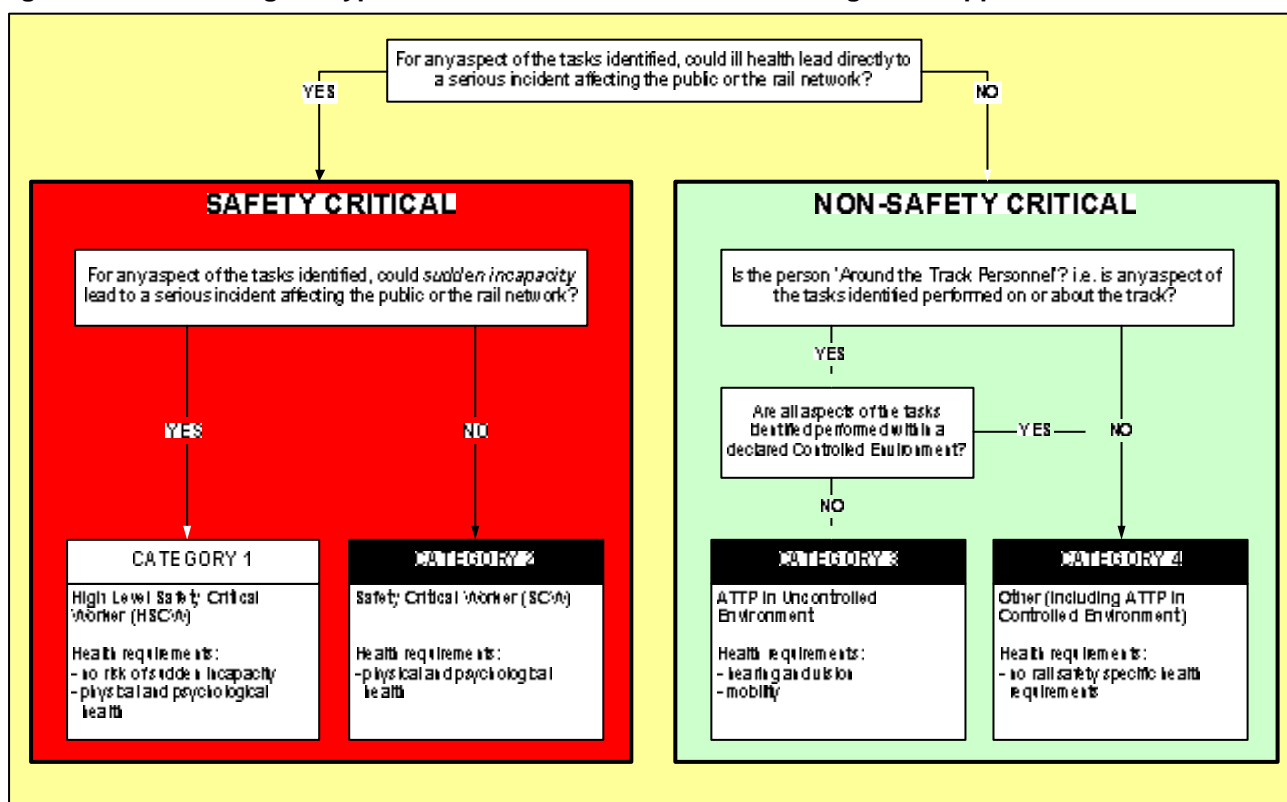 For any aspect of the tasks identified, could ill health lead directly to
a serious incident affecting the public or the rail network?
YES
NO
SAFETY CRITICAL
For any aspect of the tasks identified, could sudden incapacity
lead to a serious incident affecting the public or the rail network?
YES
NO
CATEGORY 1
High Level Safety Critical
Worker (HSCW)
Health requirements:
- no risk of sudden incapacity
- physical and psychological
health
CATEGORY 2
Safety Critical Worker (SCW)
Health requirements:
- physical and psychological
health
NON-SAFETY CRITICAL
Is the person 'Around the Track Personnel'? i.e. is any aspect of
the tasks identified performed on or about the track?
YES
Are all aspects of the tasks
identified performed within a
declared Controlled Environment?
YES
NO
NO
CATEGORY 3
ATTP in Uncontrolled
Environment
Health requirements:
- hearing and vision
- mobility
CATEGORY 4
Other (Including ATTP in
Controlled Environment)
Health requirements:
- no rail safety specific health
requirements